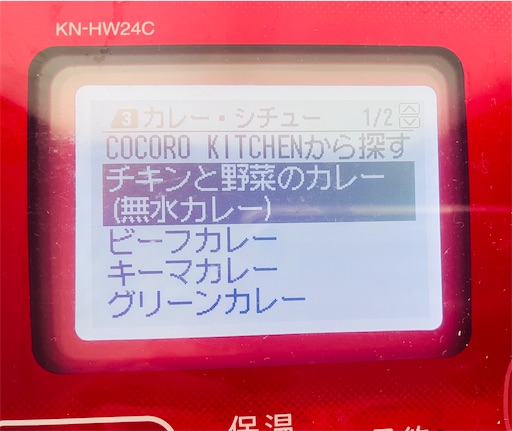 KN-HW24C
3 カレー・シチュー 1/2
COCORO KITCHENから探す
チキンと野菜のカレー
(無水カレー)
ビーフカレー
キーマカレー
グリーンカレー
保温